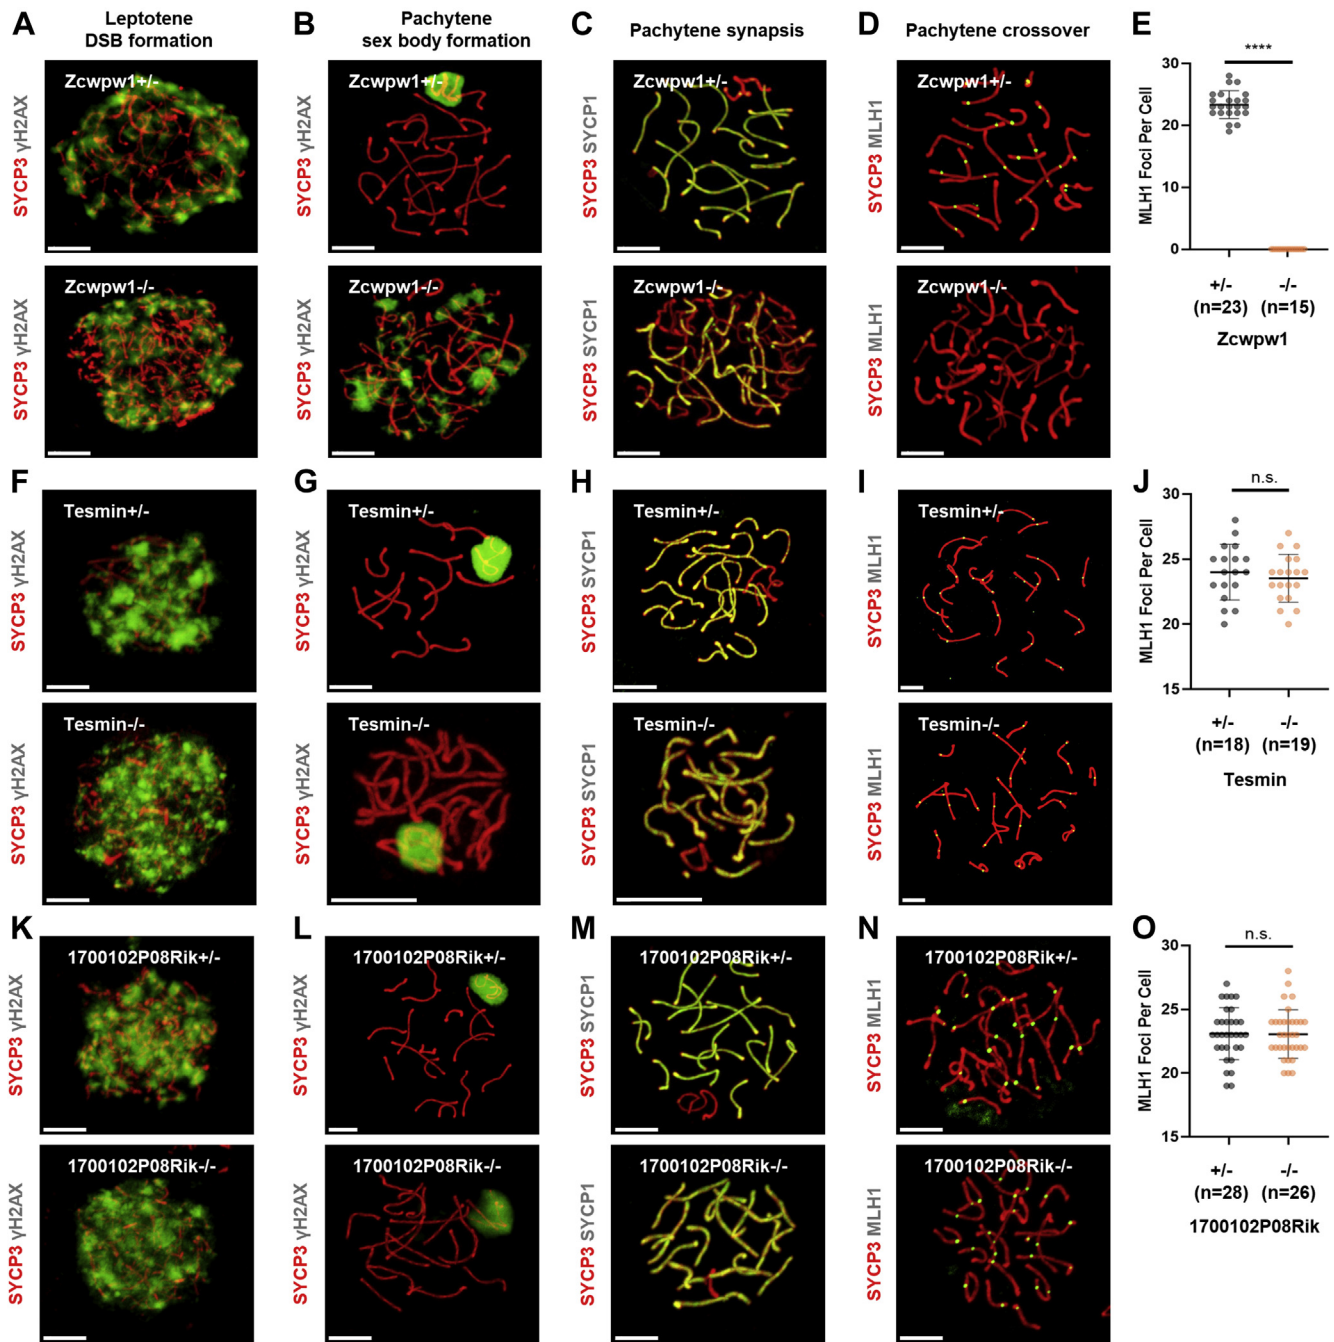 A
Leptotene
DSB formation
B
Pachytene
sex body formation
C
Pachytene synapsis
D
Pachytene crossover
E
SYCP3 γH2AX
Zcwpw1+/-
SYCP3 γH2AX
Zcwpw1+/-
SYCP3 SYCP1
Zcwpw1+/-
SYCP3 MLH1
Zcwpw1+/-
MLH1 Foci Per Cell
****
30
20
10
0
+/-
-/-
(n=23)
(n=15)
Zcwpw1
SYCP3 γH2AX
Zcwpw1-/-
SYCP3 γH2AX
Zcwpw1-/-
SYCP3 SYCP1
Zcwpw1-/-
SYCP3 MLH1
Zcwpw1-/-
F
G
H
I
J
SYCP3 γH2AX
Tesmin+/-
SYCP3 γH2AX
Tesmin+/-
SYCP3 SYCP1
Tesmin+/-
SYCP3 MLH1
Tesmin+/-
MLH1 Foci Per Cell
n.s.
30
25
20
15
+/-
-/-
(n=18)
(n=19)
Tesmin
SYCP3 γH2AX
Tesmin-/-
SYCP3 γH2AX
Tesmin-/-
SYCP3 SYCP1
Tesmin-/-
SYCP3 MLH1
Tesmin-/-
K
L
M
N
O
SYCP3 γH2AX
1700102P08Rik+/-
SYCP3 γH2AX
1700102P08Rik+/-
SYCP3 SYCP1
1700102P08Rik+/-
SYCP3 MLH1
1700102P08Rik+/-
MLH1 Foci Per Cell
n.s.
30
25
20
15
+/-
-/-
(n=28)
(n=26)
1700102P08Rik
SYCP3 γH2AX
1700102P08Rik-/-
SYCP3 γH2AX
1700102P08Rik-/-
SYCP3 SYCP1
1700102P08Rik-/-
SYCP3 MLH1
1700102P08Rik-/-